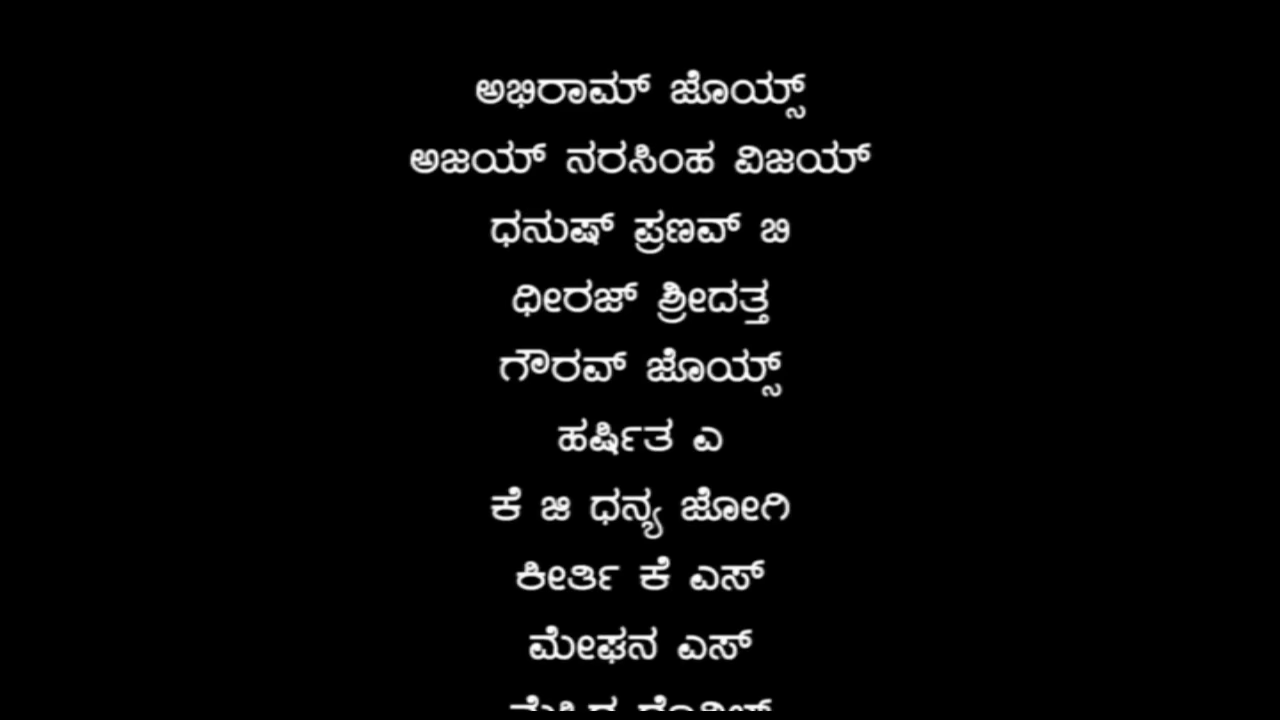 ಅಭಿರಾಮ್ ಜೊಯ್ಸ್
ಅಜಯ್ ನರಸಿಂಹ ವಿಜಯ್
ಧನುಷ್ ಪ್ರಣವ್ ಬಿ
ಧೀರಜ್ ಶ್ರೀದತ್ತ
ಗೌರವ್ ಜೊಯ್ಸ್
ಹರ್ಷಿತ ಎ
ಕೆ ಜಿ ಧನ್ಯ ಜೋಗಿ
ಕೀರ್ತಿ ಕೆ ಎಸ್
ಮೇಘನ ಎಸ್